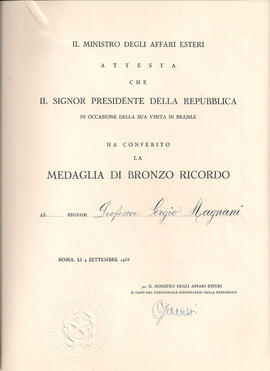 IL MINISTRO DEGLI AFFARI ESTERI
ATTESTA
CHE
IL SIGNOR PRESIDENTE DELLA REPUBBLICA
IN OCCASIONE DELLA SUA VISITA IN BRASILE
HA CONFERITO
LA
MEDAGLIA DI BRONZO RICORDO
AL SIGNOR Professor Sergio Magnani
ROMA, LI 4 SETTEMBRE 1958
per IL MINISTRO DEGLI AFFARI ESTERI
IL CAPO DEL CERIMONIALE DIPLOMATICO DELLA REPUBBLICA